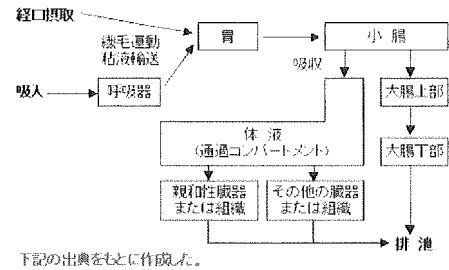 経口摂取
胃
小腸
繊毛運動
粘液輸送
吸収
吸入
呼吸器
大腸上部
体液
(通過コンパートメント)
大腸下部
親和性臓器
または組織
その他の臓器
または組織
排泄
下記の出典をもとに作成した。